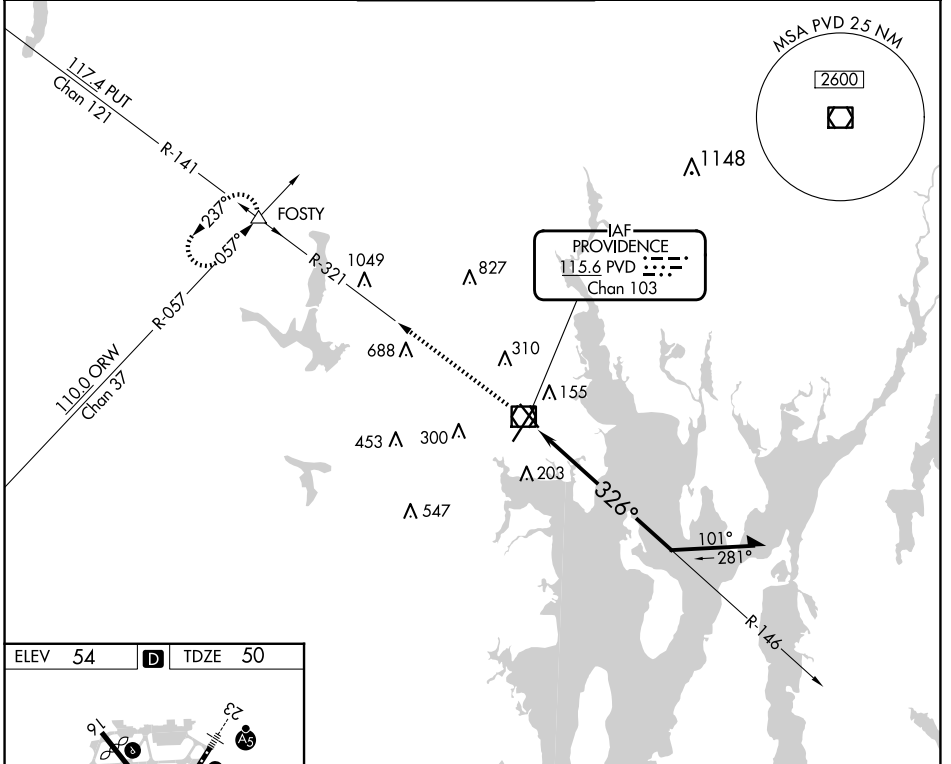 MSA PVD 25 NM
2600
117.4 PUT
Chan 121
R-141
1148
237°
FOSTY
057°
IAF
PROVIDENCE
115.6 PVD
Chan 103
R-321
1049
827
R-057
110.0 ORW
Chan 37
688
310
155
453
300
203
547
326°
101°
281°
R-146
ELEV 54
D
TDZE 50
16
23
A5
P